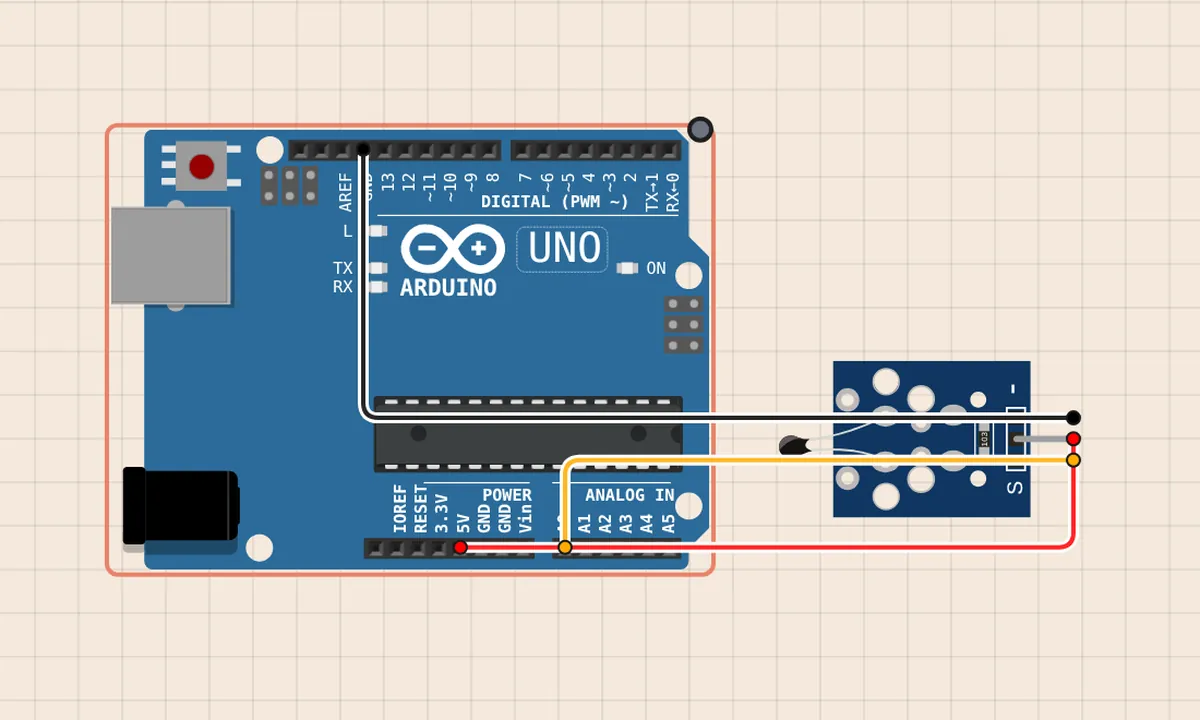 AREF
GND
13
12
~11
~10
~9
8
7
~6
~5
4
~3
2
TX→1
RX←0
DIGITAL (PWM ~)
L
UNO
TX
RX
ON
ARDUINO
-
103
S
POWER
ANALOG IN
IOREF
RESET
3.3V
5V
GND
GND
Vin
A0
A1
A2
A3
A4
A5